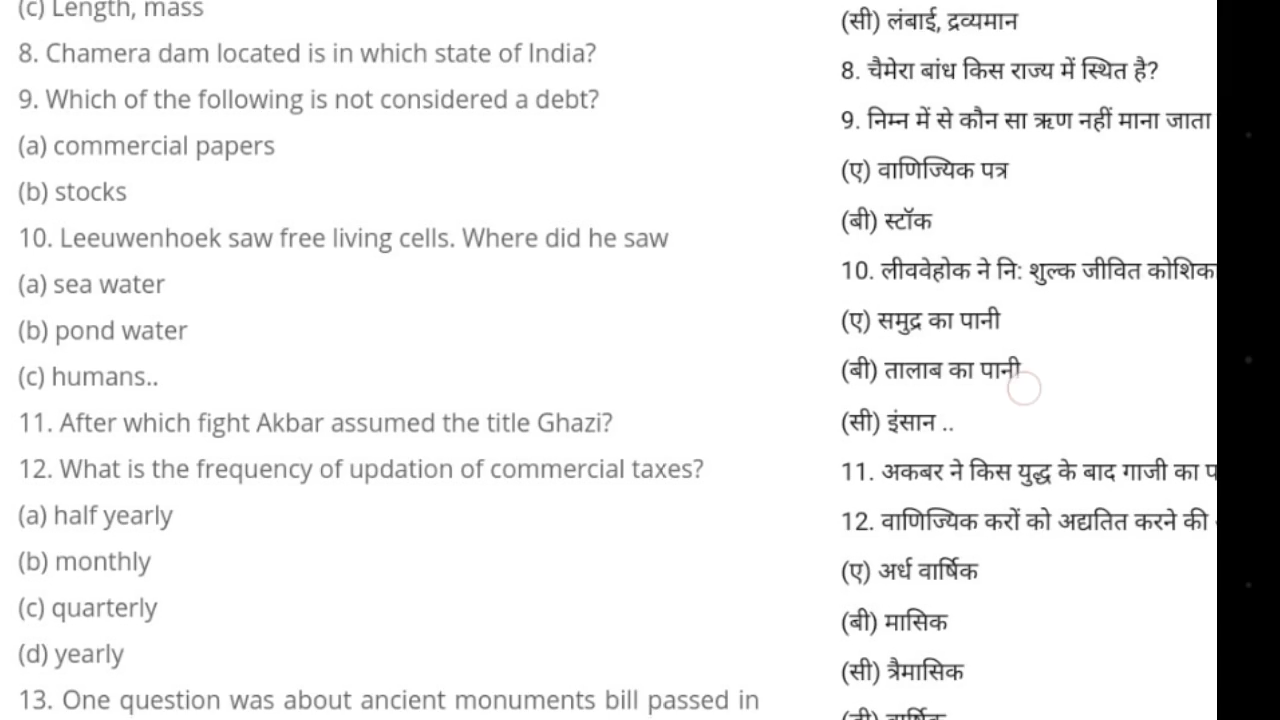 (c) Length, mass
8. Chamera dam located is in which state of India?
9. Which of the following is not considered a debt?
(a) commercial papers
(b) stocks
10. Leeuwenhoek saw free living cells. Where did he saw
(a) sea water
(b) pond water
(c) humans..
11. After which fight Akbar assumed the title Ghazi?
12. What is the frequency of updation of commercial taxes?
(a) half yearly
(b) monthly
(c) quarterly
(d) yearly
13. One question was about ancient monuments bill passed in
(सी) लंबाई, द्रव्यमान
8. चैमेरा बांध किस राज्य में स्थित है?
9. निम्न में से कौन सा ऋण नहीं माना जाता
(ए) वाणिज्यिक पत्र
(बी) स्टॉक
10. लीववेहोक ने नि: शुल्क जीवित
(ए) समुद्र का पानी
(बी) तालाब का पानी
(सी) इंसान ..
11. अकबर ने किस युद्ध के बाद गाजी का
12. वाणिज्यिक करों को अद्यतित करने की
(ए) अर्ध वार्षिक
(बी) मासिक
(सी) त्रैमासिक
(डी) वार्षिक